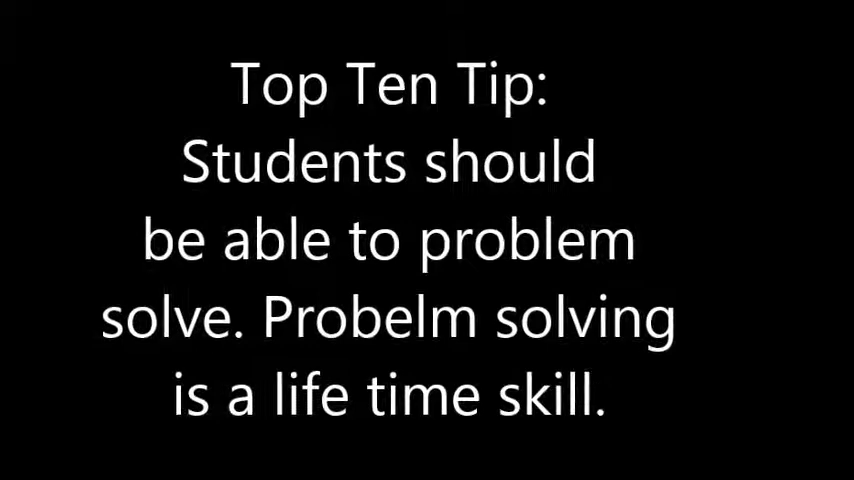 Top Ten Tip:
Students should
be able to problem
solve. Probelm solving
is a life time skill.